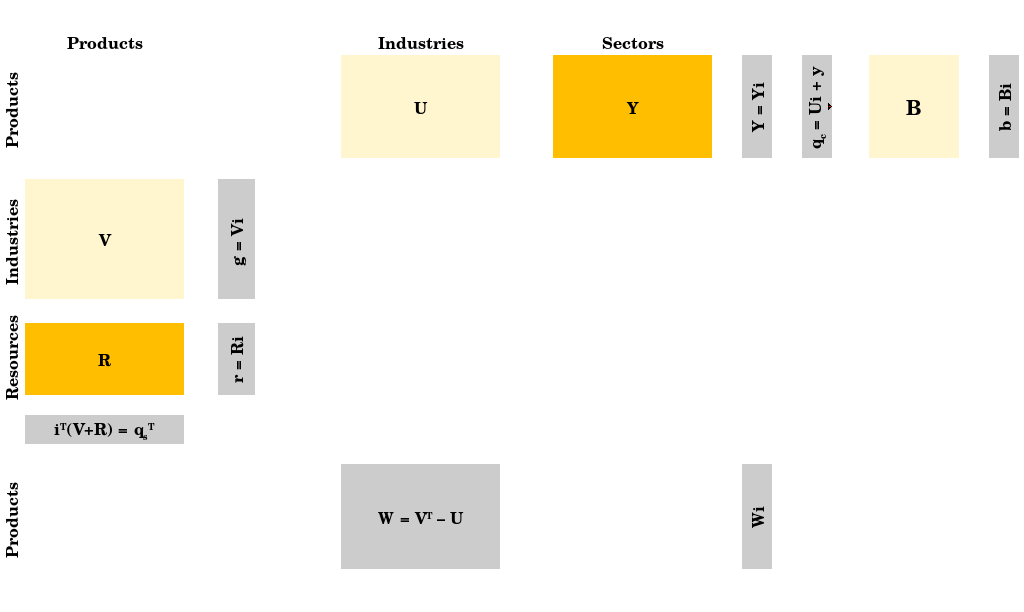 Products
Industries
Sectors
Products
U
Y
Y = Yi
q_c = Ui + y
B
b = Bi
Industries
V
g = Vi
Resources
R
r = Ri
i^T(V+R) = q_s^T
Products
W = V^T – U
Wi